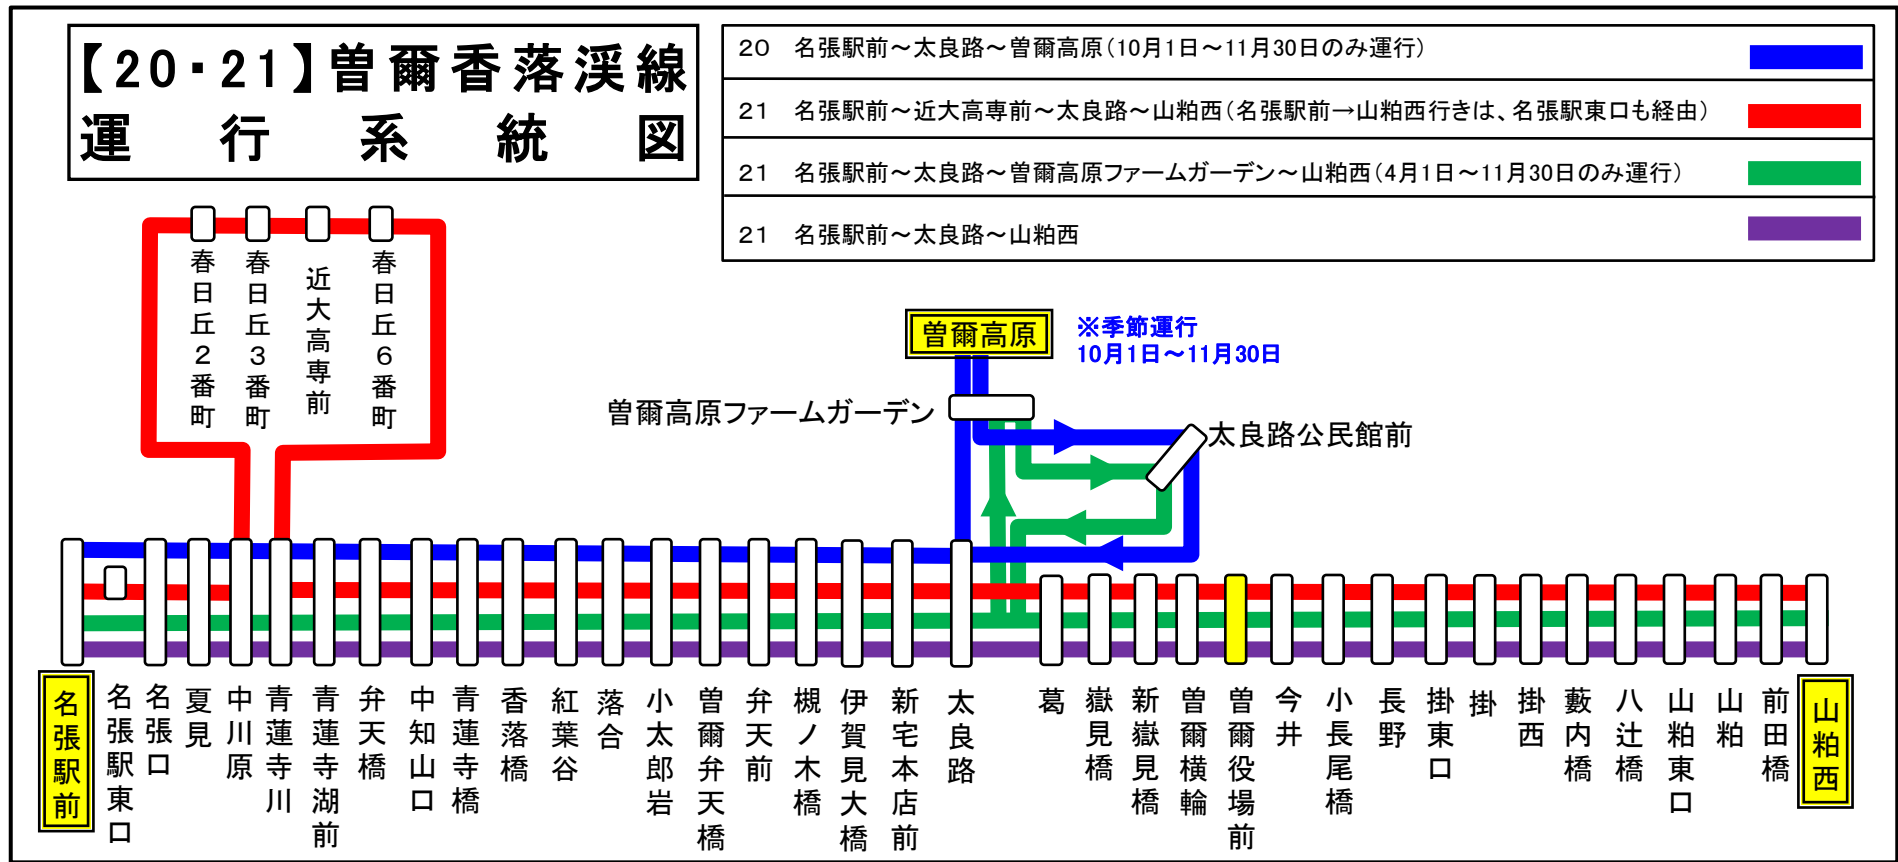 【20・21】曽爾香落渓線
運行系統図
20 名張駅前～太良路～曽爾高原(10月1日～11月30日のみ運行)
21 名張駅前～近大高専前～太良路～山粕西(名張駅前→山粕西行きは、名張駅東口も経由)
21 名張駅前～太良路～曽爾高原ファームガーデン～山粕西(4月1日～11月30日のみ運行)
21 名張駅前～太良路～山粕西
春日丘2番町
春日丘3番町
近大高専前
春日丘6番町
曽爾高原
※季節運行
10月1日～11月30日
曽爾高原ファームガーデン
太良路公民館前
名張駅前
名張駅東口
名張口
夏見
中川原
青蓮寺川
青蓮寺湖前
弁天橋
中知山口
青蓮寺橋
香落橋
紅葉谷
落合
小太郎岩
曽爾弁天橋
弁天前
槻ノ木橋
伊賀見大橋
新宅本店前
太良路
葛
嶽見橋
新嶽見橋
曽爾横輪
曽爾役場前
今井
小長尾橋
長野
掛東口
掛
掛西
藪内橋
八辻橋
山粕東口
山粕
前田橋
山粕西